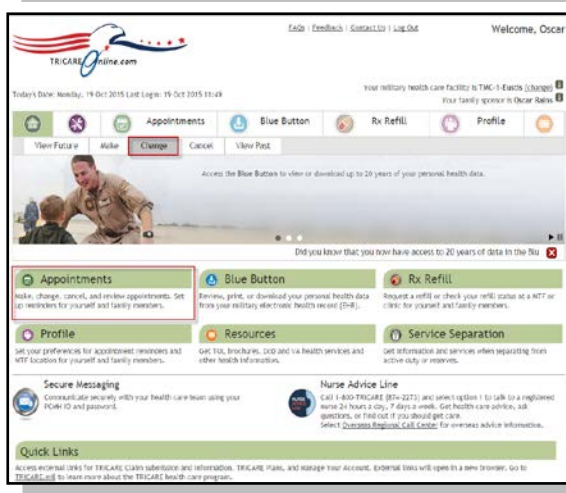 FAQs | Feedback | Contact Us | Log Out
Welcome, Oscar
TRICARE Online.com
Your military health care facility is TMC-1-Eustis (change)
Today's Date: Monday, 19 Oct 2015 Last Login: 19 Oct 2015 11:49
Your family sponsor is Oscar Rains
Appointments
Blue Button
Rx Refill
Profile
View Future
Make
Change
Cancel
View Past
Access the Blue Button to view or download up to 20 years of your personal health data.
Did you know that you now have access to 20 years of data in the Blu
Appointments
Make, change, cancel, and review appointments. Set
up reminders for yourself and family members.
Blue Button
Review, print, or download your personal health data
from your military electronic health record (EHR).
Rx Refill
Request a refill or check your refill status at a MTF or
clinic for yourself and family members.
Profile
Set your preferences for appointment reminders and
MTF location for yourself and family members.
Resources
Get TOL brochures, DoD and VA health services and
other health information.
Service Separation
Get information and services when separating from
active duty or reserves.
Secure Messaging
Communicate securely with your health care team using your
PCMH ID and password.
Nurse Advice Line
Call 1-800-TRICARE (874-2273) and select option 1 to talk to a registered
nurse 24 hours a day, 7 days a week. Get health care advice, ask
questions, or find out if you should get care.
Select Overseas Regional Call Center for overseas advice information.
Quick Links
Access external links for TRICARE Claim submission and information, TRICARE Plans, and Manage Your Account. External links will open in a new browser. Go to
TRICARE.mil to learn more about the TRICARE health care program.